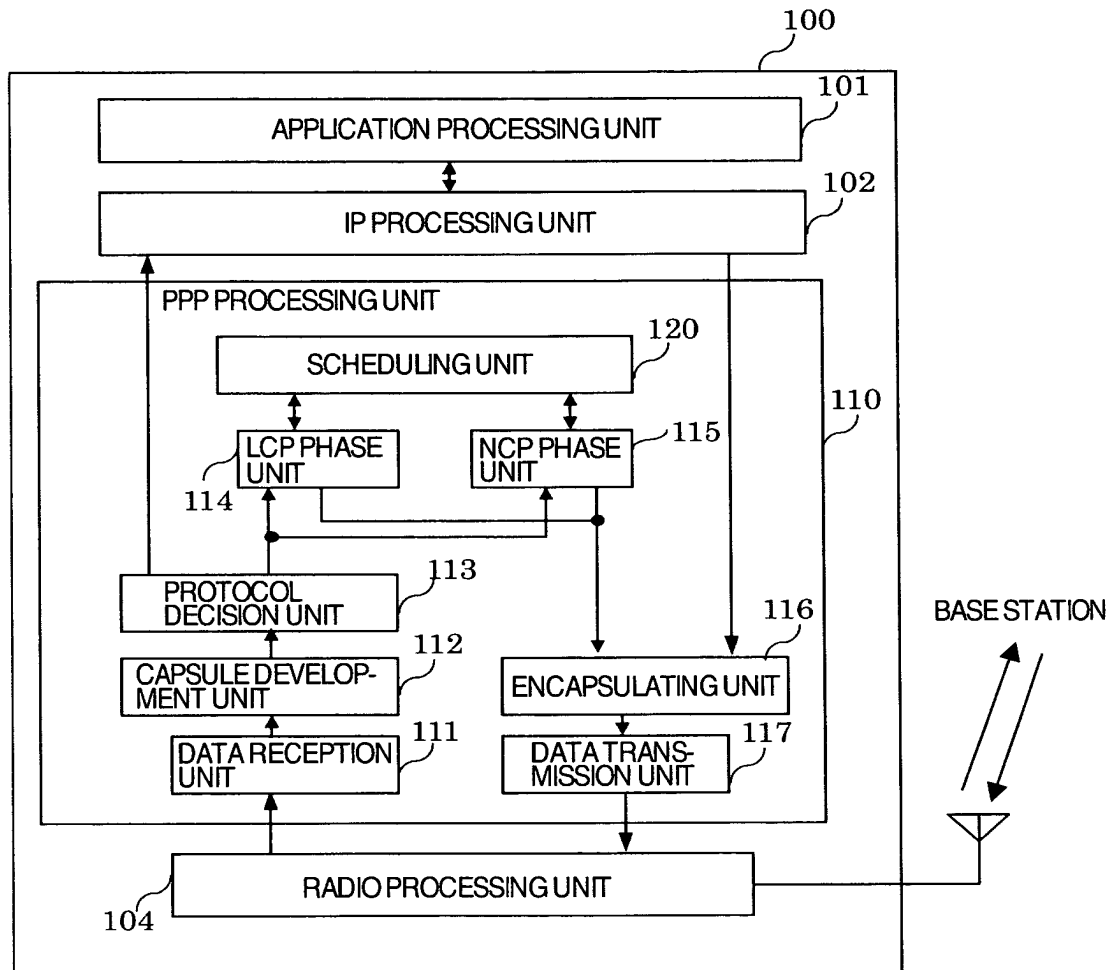 100
101
APPLICATION PROCESSING UNIT
102
IP PROCESSING UNIT
PPP PROCESSING UNIT
120
SCHEDULING UNIT
110
LCP PHASE
UNIT
114
NCP PHASE
UNIT
115
PROTOCOL
DECISION UNIT
113
BASE STATION
116
CAPSULE DEVELOP-
MENT UNIT
112
ENCAPSULATING UNIT
DATA RECEPTION
UNIT
111
DATA TRANS-
MISSION UNIT
117
RADIO PROCESSING UNIT
104